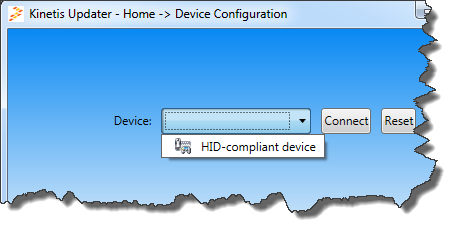 Kinetis Updater - Home -> Device Configuration
Device: Connect Reset
HID-compliant device